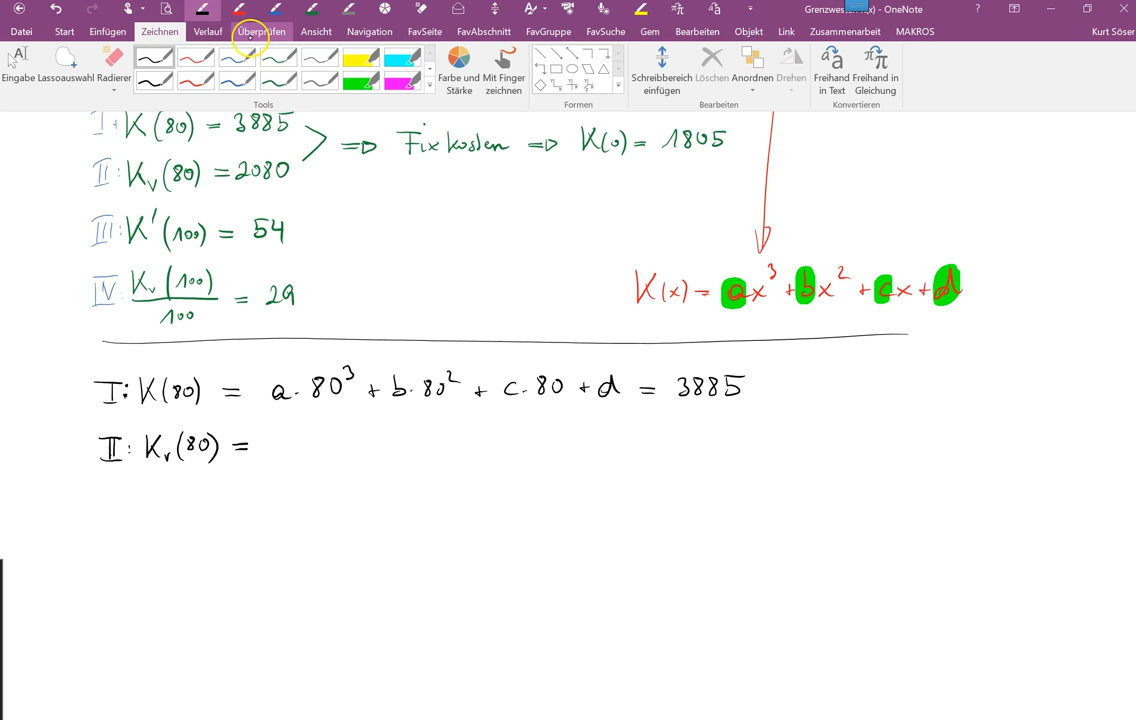 Grenzwesten K(x) - OneNote
Datei Start Einfügen Zeichnen Verlauf Überprüfen Ansicht Navigation FavSeite FavAbschnitt FavGruppe FavSuche Gem Bearbeiten Objekt Link Zusammenarbeit MAKROS Kurt Söser
Eingabe Lassoauswahl Radierer Farbe und Stärke Mit Finger zeichnen Schreibbereich einfügen Löschen Anordnen Drehen Freihand in Text Freihand in Gleichung
Tools Formen Bearbeiten Konvertieren
I: K(80) = 3885
=> Fixkosten => K(0) = 1805
II: Kv(80) = 2080
III: K'(100) = 54
IV: Kv(100)/100 = 29
K(x) = ax³ + bx² + cx + d
I: K(80) = a·80³ + b·80² + c·80 + d = 3885
II: Kv(80) =